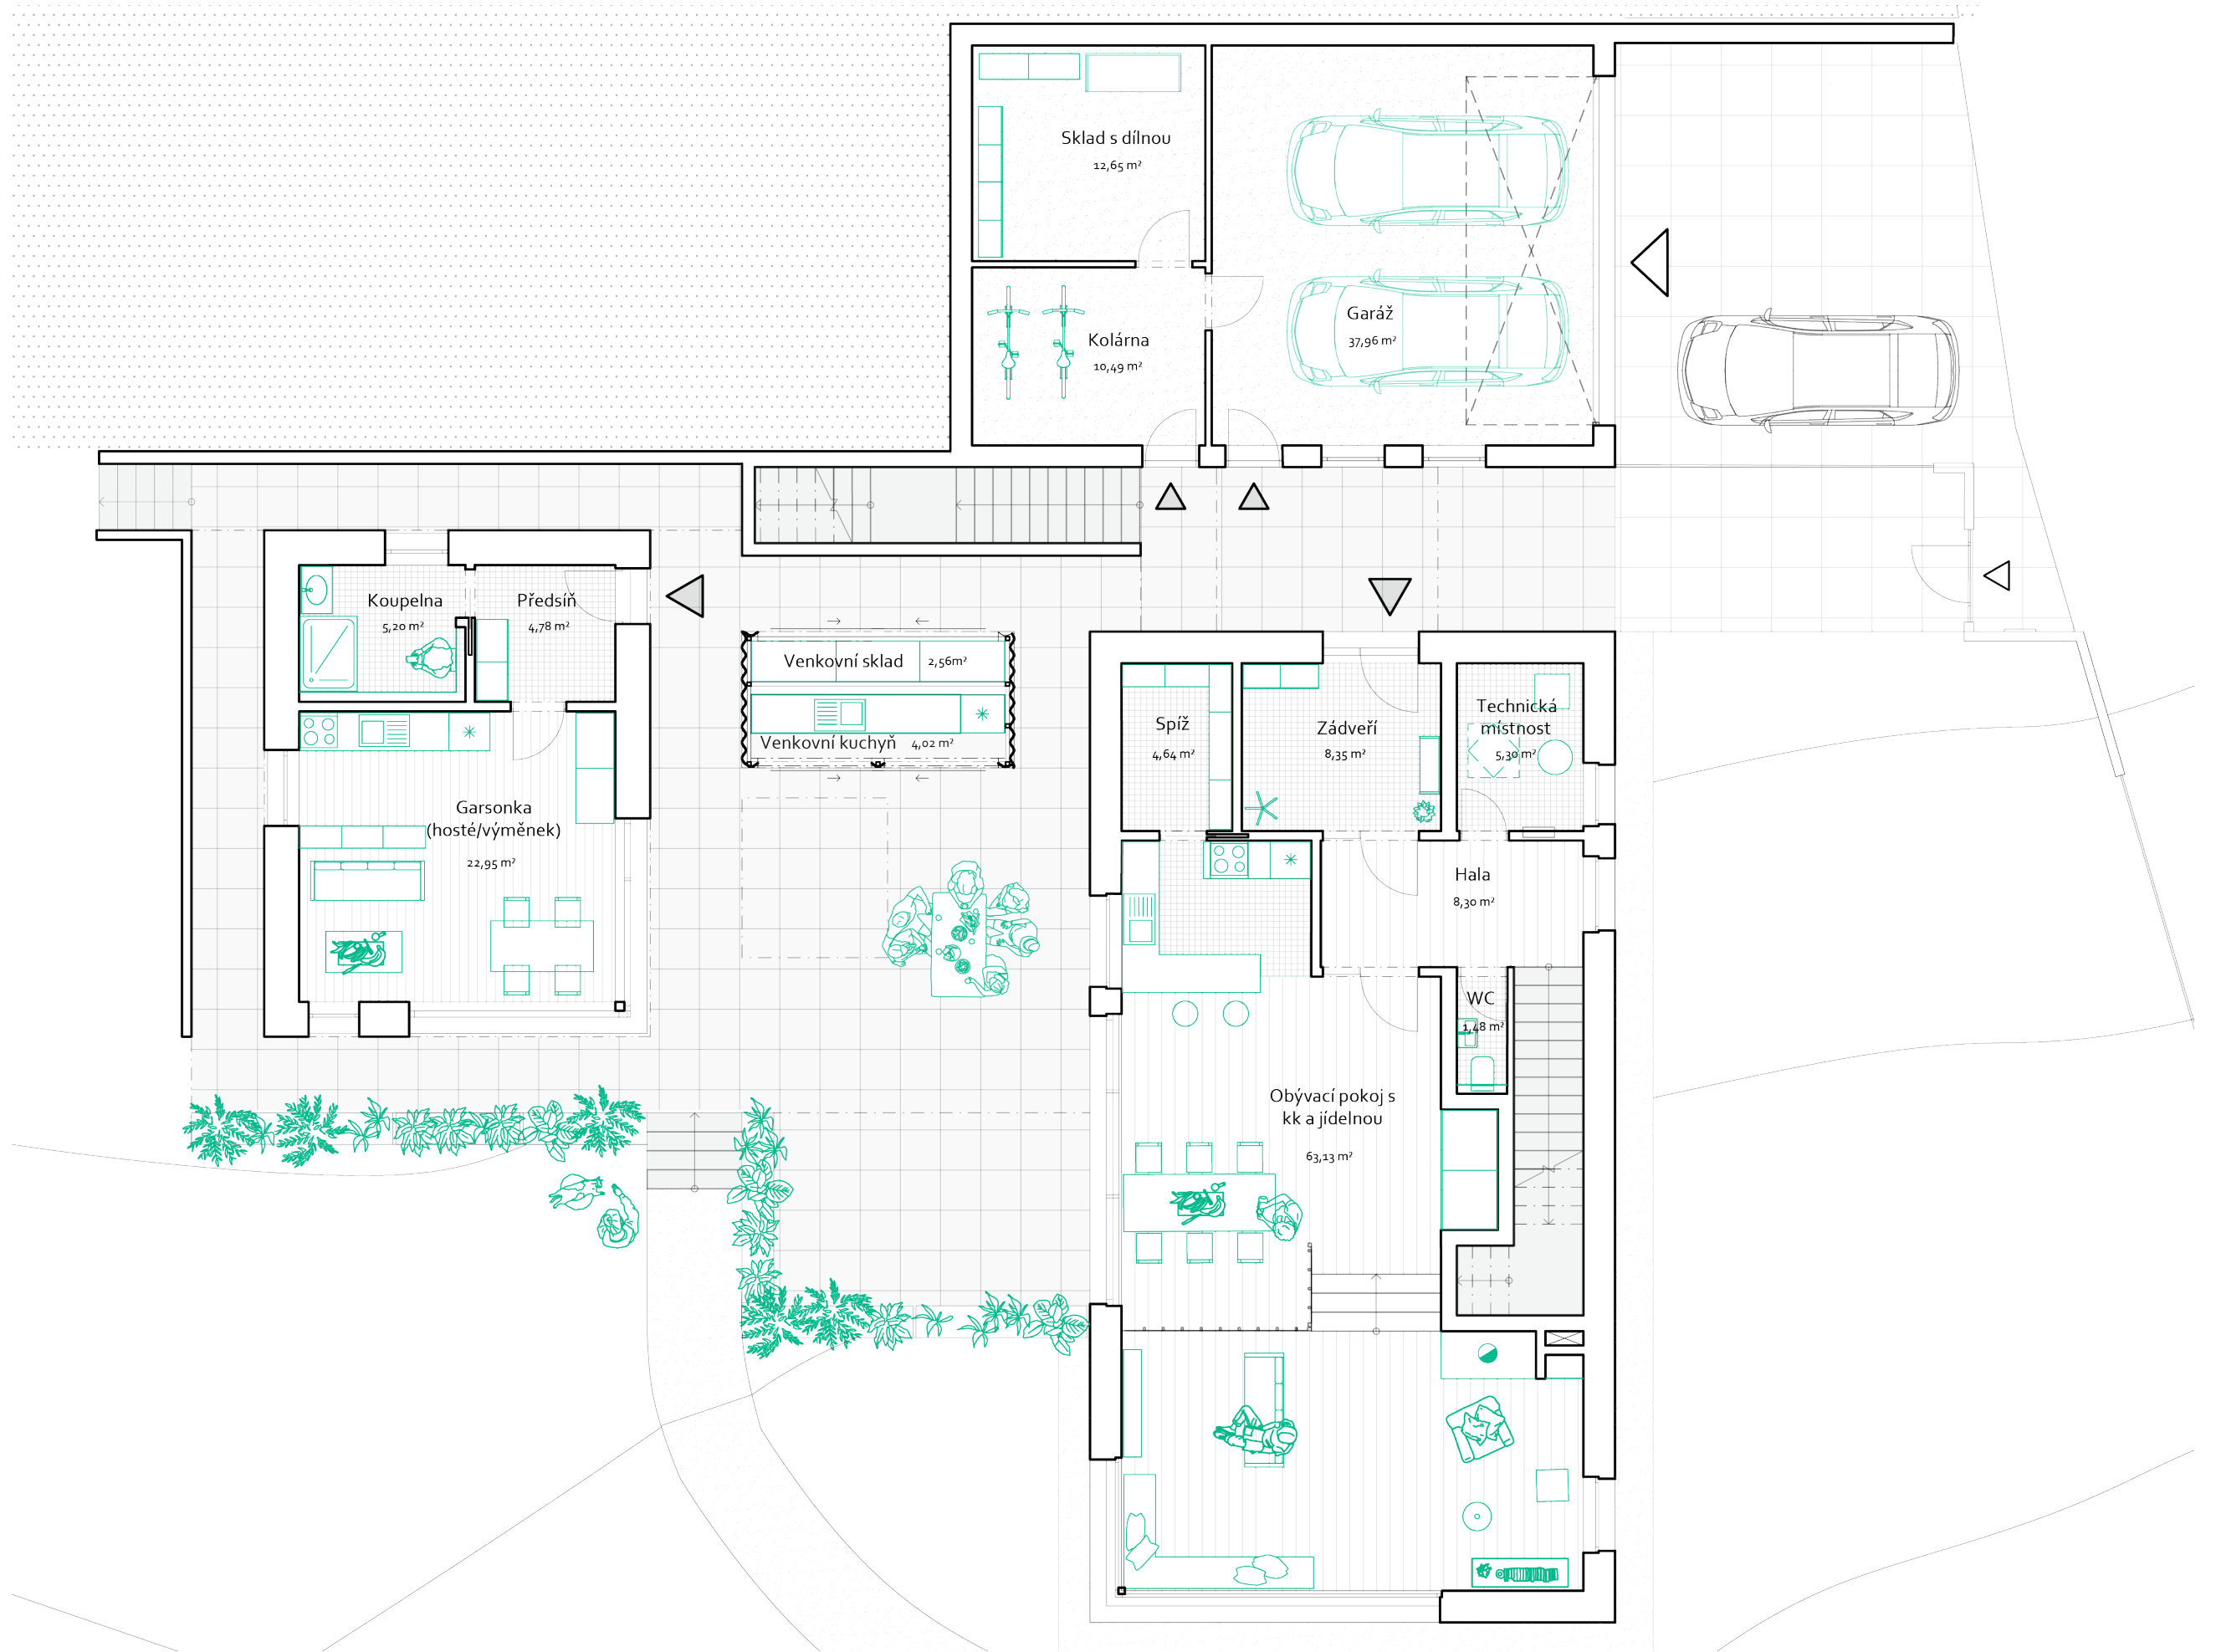 Sklad s dílnou
12,65 m²
Garáž
37,96 m²
Kolárna
10,49 m²
Koupelna
5,20 m²
Předsíň
4,78 m²
Venkovní sklad 2,56m²
Venkovní kuchyň 4,02 m²
Spíž
4,64 m²
Zádveří
8,35 m²
Technická
místnost
5,30 m²
Garsonka
(hosté/výměnek)
22,95 m²
Hala
8,30 m²
WC
1,48 m²
Obývací pokoj s
kk a jídelnou
63,13 m²